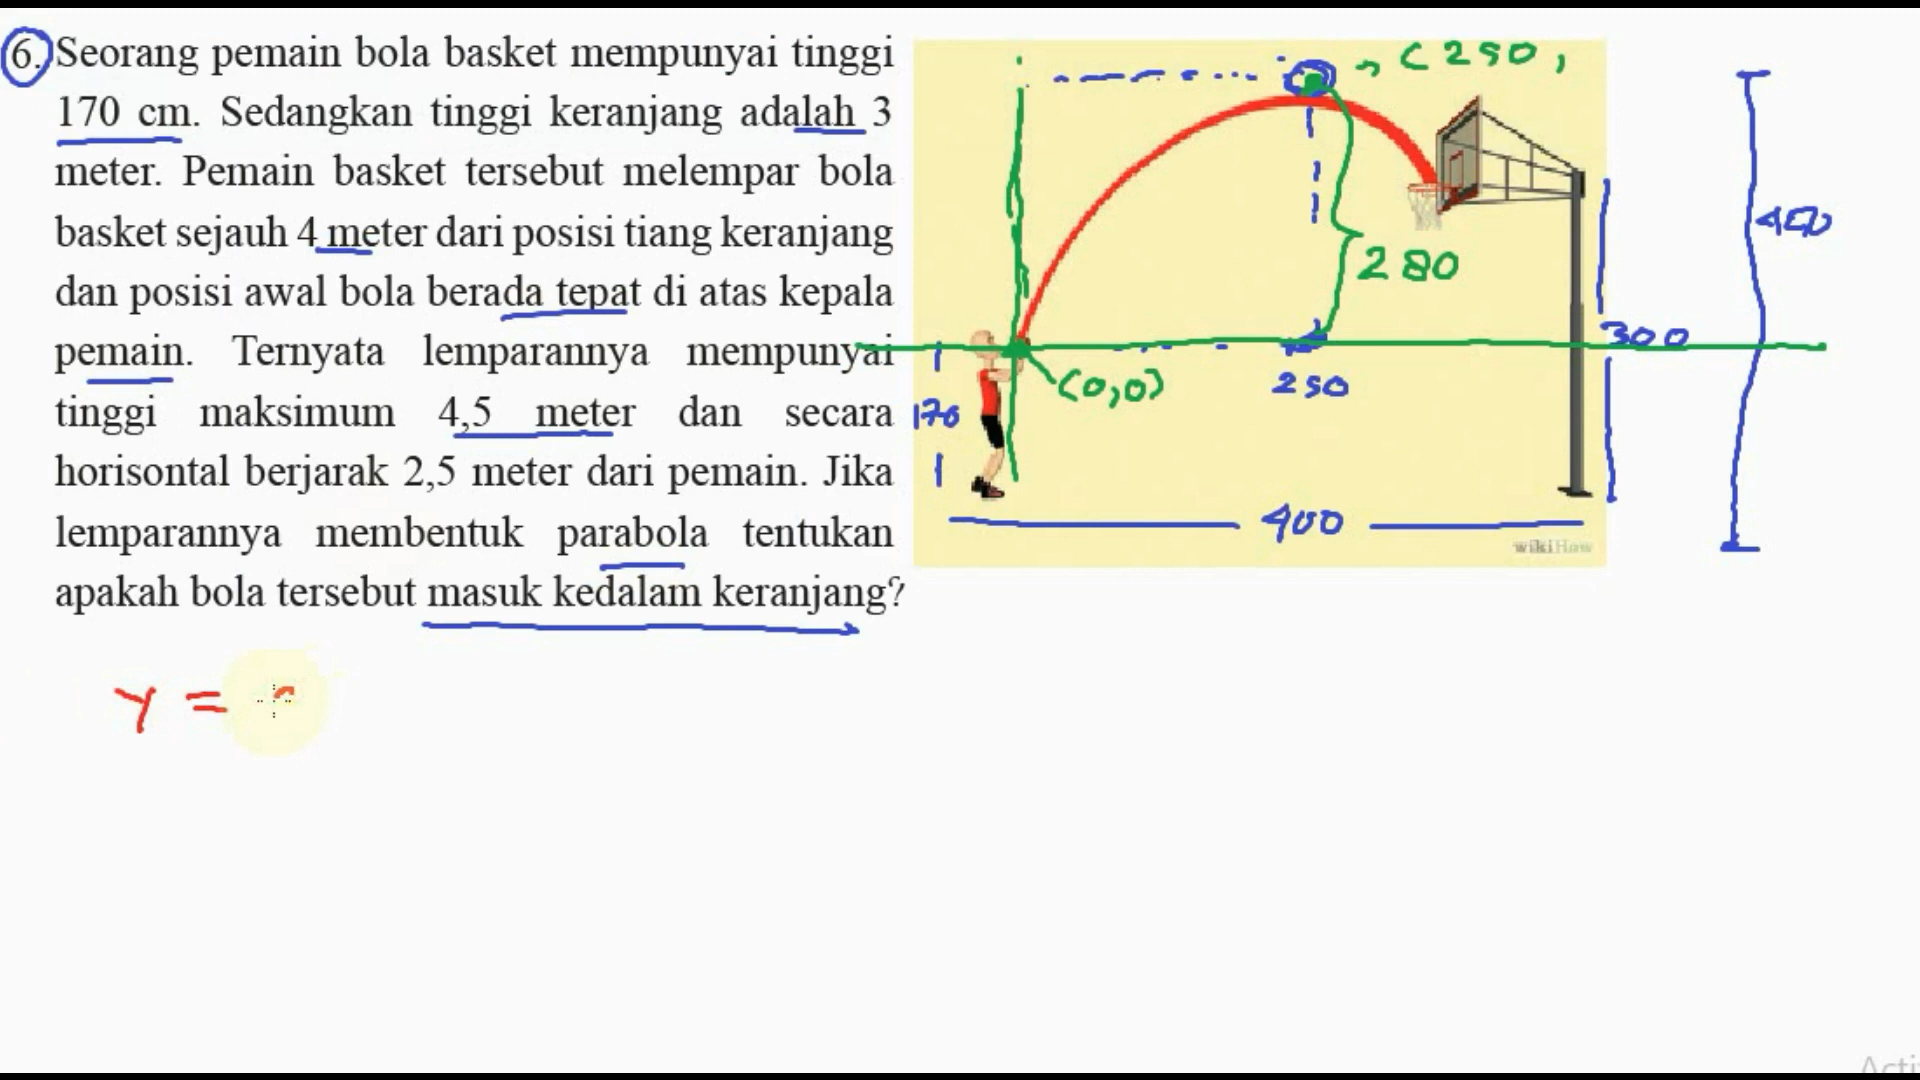 6. Seorang pemain bola basket mempunyai tinggi
170 cm. Sedangkan tinggi keranjang adalah 3
meter. Pemain basket tersebut melempar bola
basket sejauh 4 meter dari posisi tiang keranjang
dan posisi awal bola berada tepat di atas kepala
pemain. Ternyata lemparannya mempunyai
tinggi maksimum 4,5 meter dan secara
horisontal berjarak 2,5 meter dari pemain. Jika
lemparannya membentuk parabola tentukan
apakah bola tersebut masuk kedalam keranjang?
(250,
280
300
(0,0)
250
170
400
wikiHow
y =